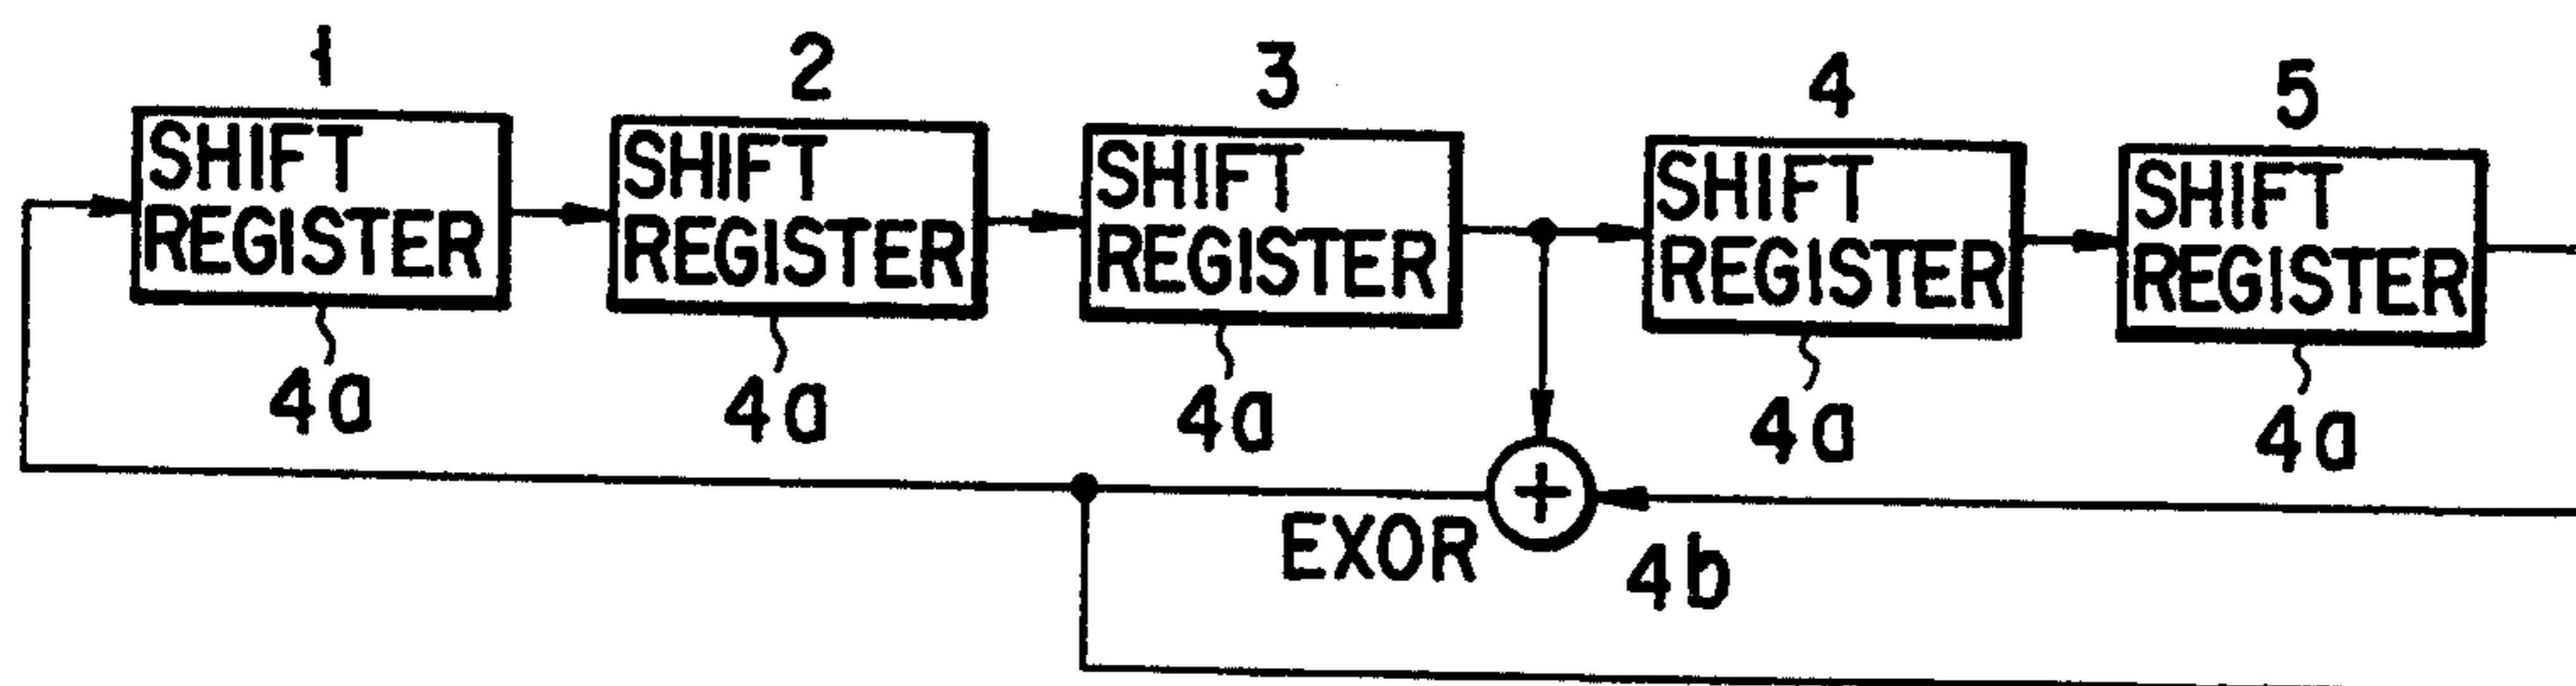 1
2
3
4
5
SHIFT
REGISTER
SHIFT
REGISTER
SHIFT
REGISTER
SHIFT
REGISTER
SHIFT
REGISTER
4a
4a
4a
4a
4a
+
EXOR
4b